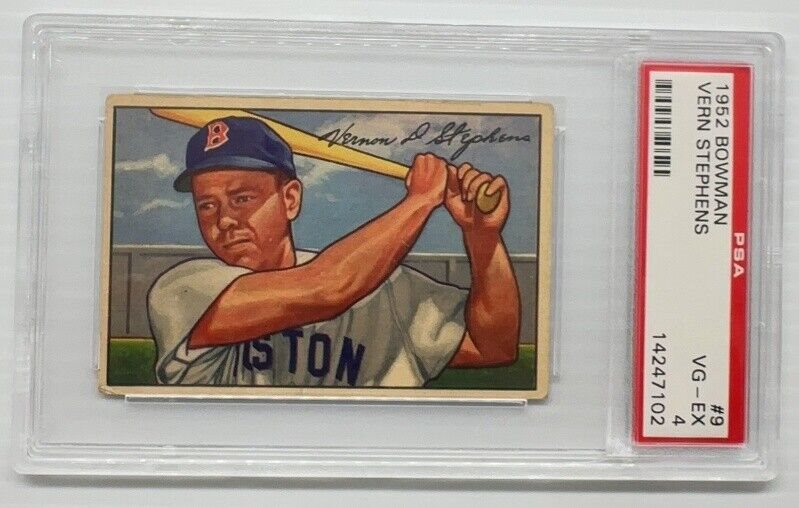 B
Vernon D Stephens
STON
1952 BOWMAN #9
VERN STEPHENS VG-EX 4
14247102
PSA